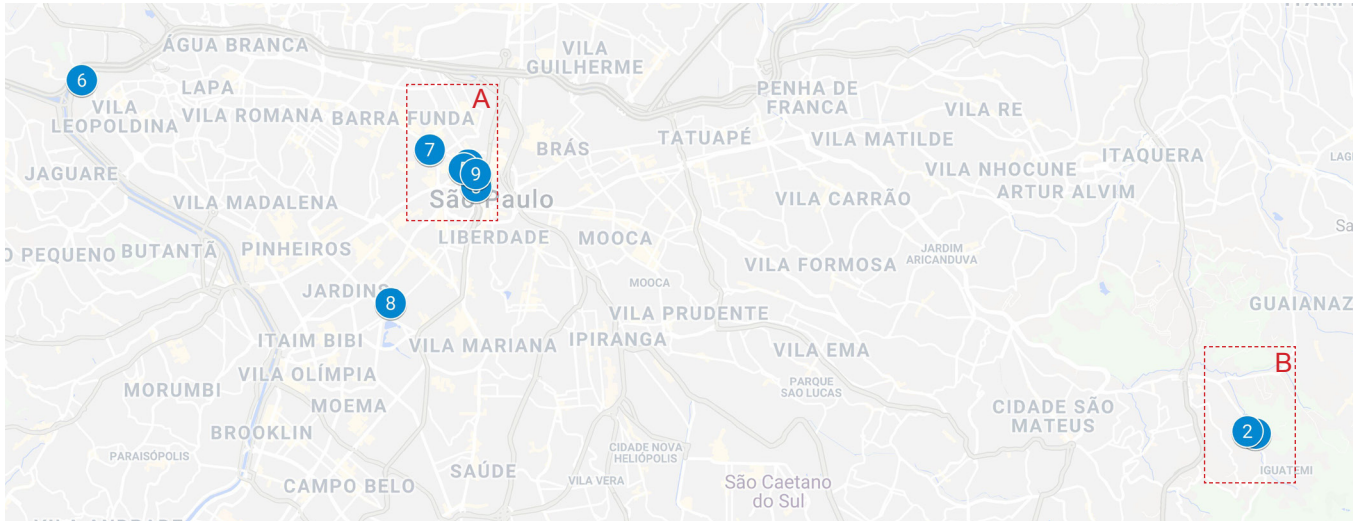 ÁGUA BRANCA
VILA
GUILHERME
6
LAPA
PENHA DE
FRANCA
A
VILA
LEOPOLDINA
VILA ROMANA
BARRA FUNDA
VILA RE
TATUAPÉ
VILA MATILDE
7
BRÁS
ITAQUERA
JAGUARE
9
VILA NHOCUNE
ARTUR ALVIM
VILA MADALENA
São Paulo
VILA CARRÃO
LIBERDADE
MOOCA
O PEQUENO
BUTANTÃ
PINHEIROS
JARDIM
ARICANDUVA
VILA FORMOSA
JARDINS
MOOCA
8
GUAIANAZ
VILA PRUDENTE
ITAIM BIBI
VILA MARIANA
IPIRANGA
VILA EMA
B
VILA OLÍMPIA
MORUMBI
PARQUE
SAO LUCAS
MOEMA
CIDADE SÃO
MATEUS
BROOKLIN
2
PARAISÓPOLIS
CIDADE NOVA
HELIÓPOLIS
SAÚDE
IGUATEMI
VILA VERA
CAMPO BELO
São Caetano
do Sul